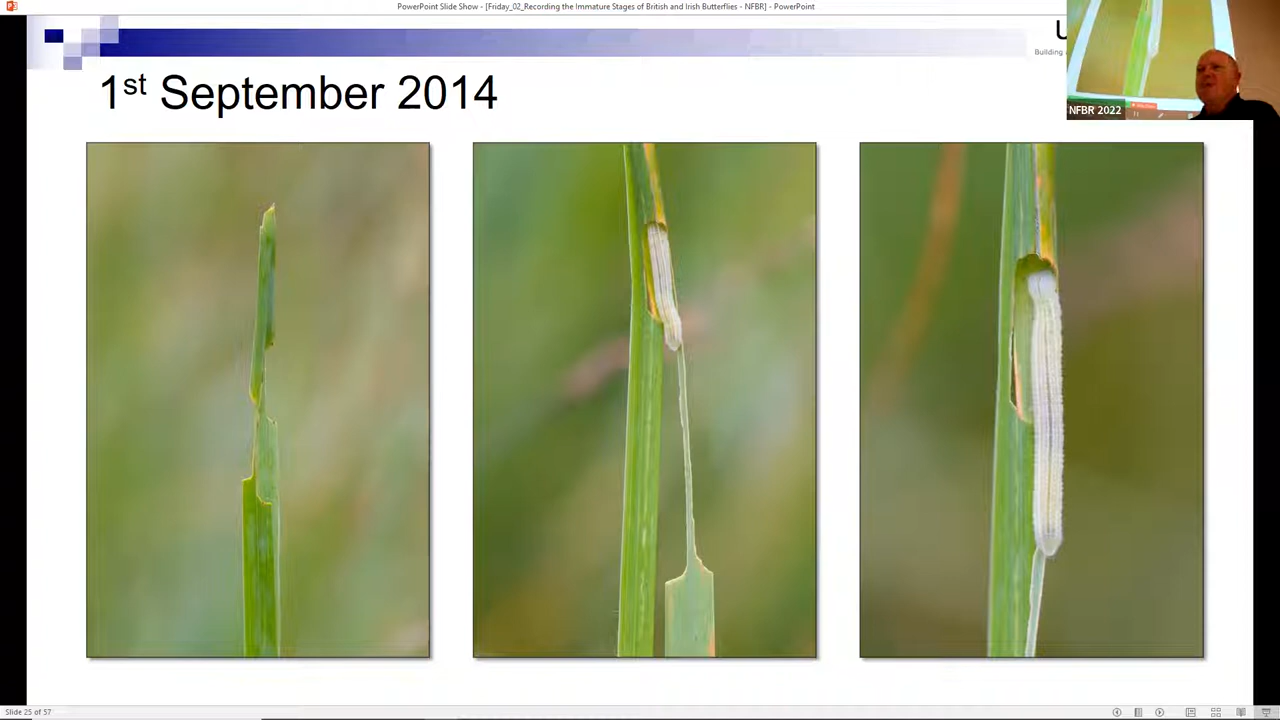 PowerPoint Slide Show - [Friday_02_Recording the Immature Stages of British and Irish Butterflies - NFBR] - PowerPoint
U
Building
1st September 2014
NFBR 2022
Slide 25 of 57